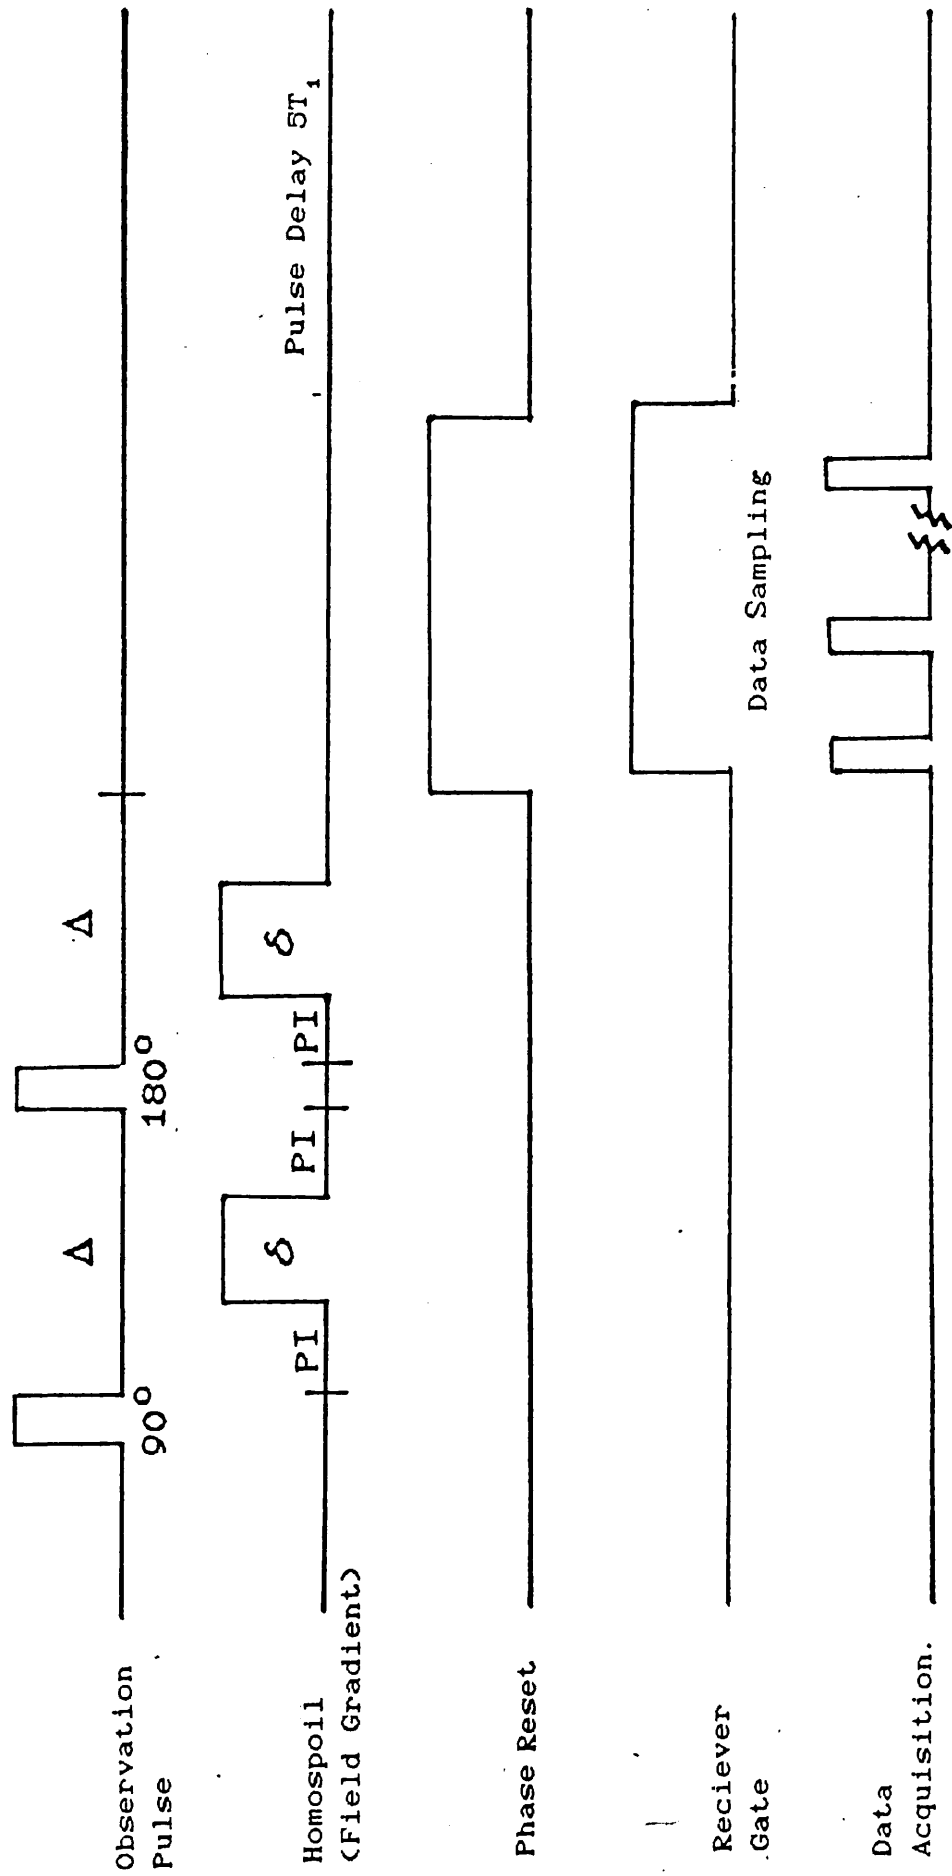 Observation
Pulse
90°
Δ
180°
Δ
Homospoil
(Field Gradient)
PI
δ
PI
PI
δ
Pulse Delay 5T₁
Phase Reset
Reciever
Gate
Data Sampling
Data
Acquisition.